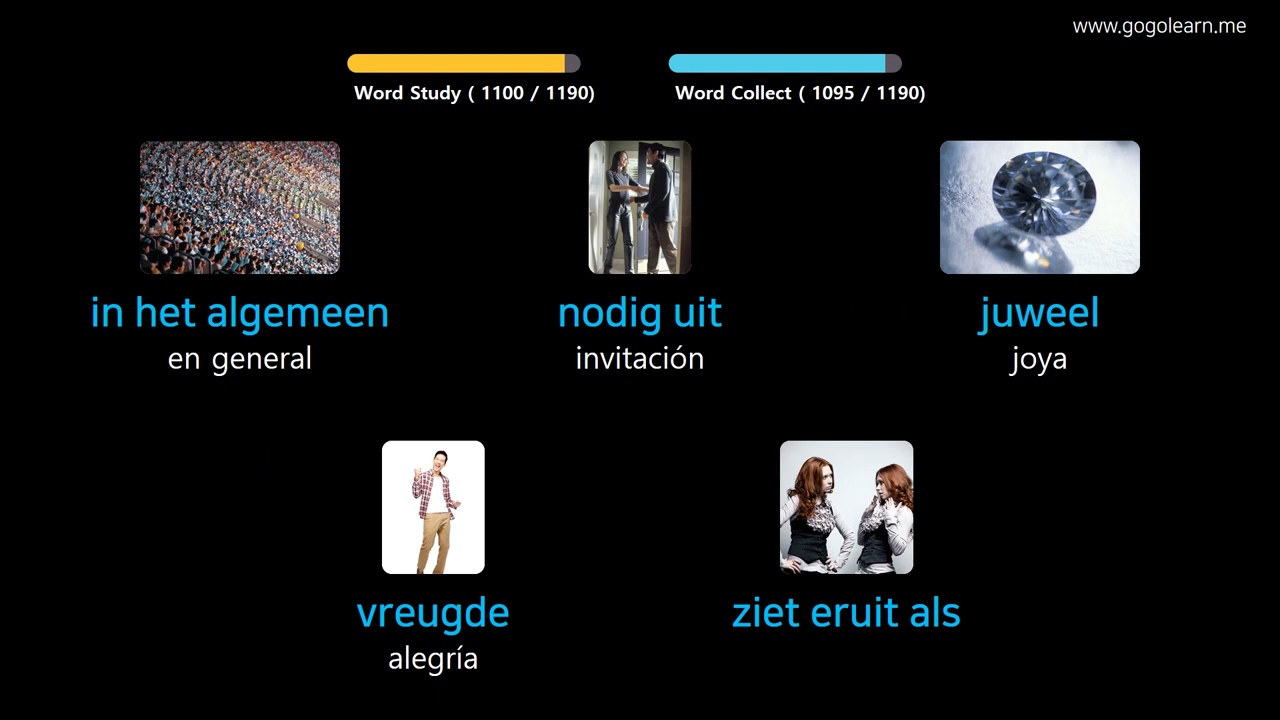 www.gogolearn.me
Word Study ( 1100 / 1190)
Word Collect ( 1095 / 1190)
in het algemeen
en general
nodig uit
invitación
juweel
joya
vreugde
alegría
ziet eruit als